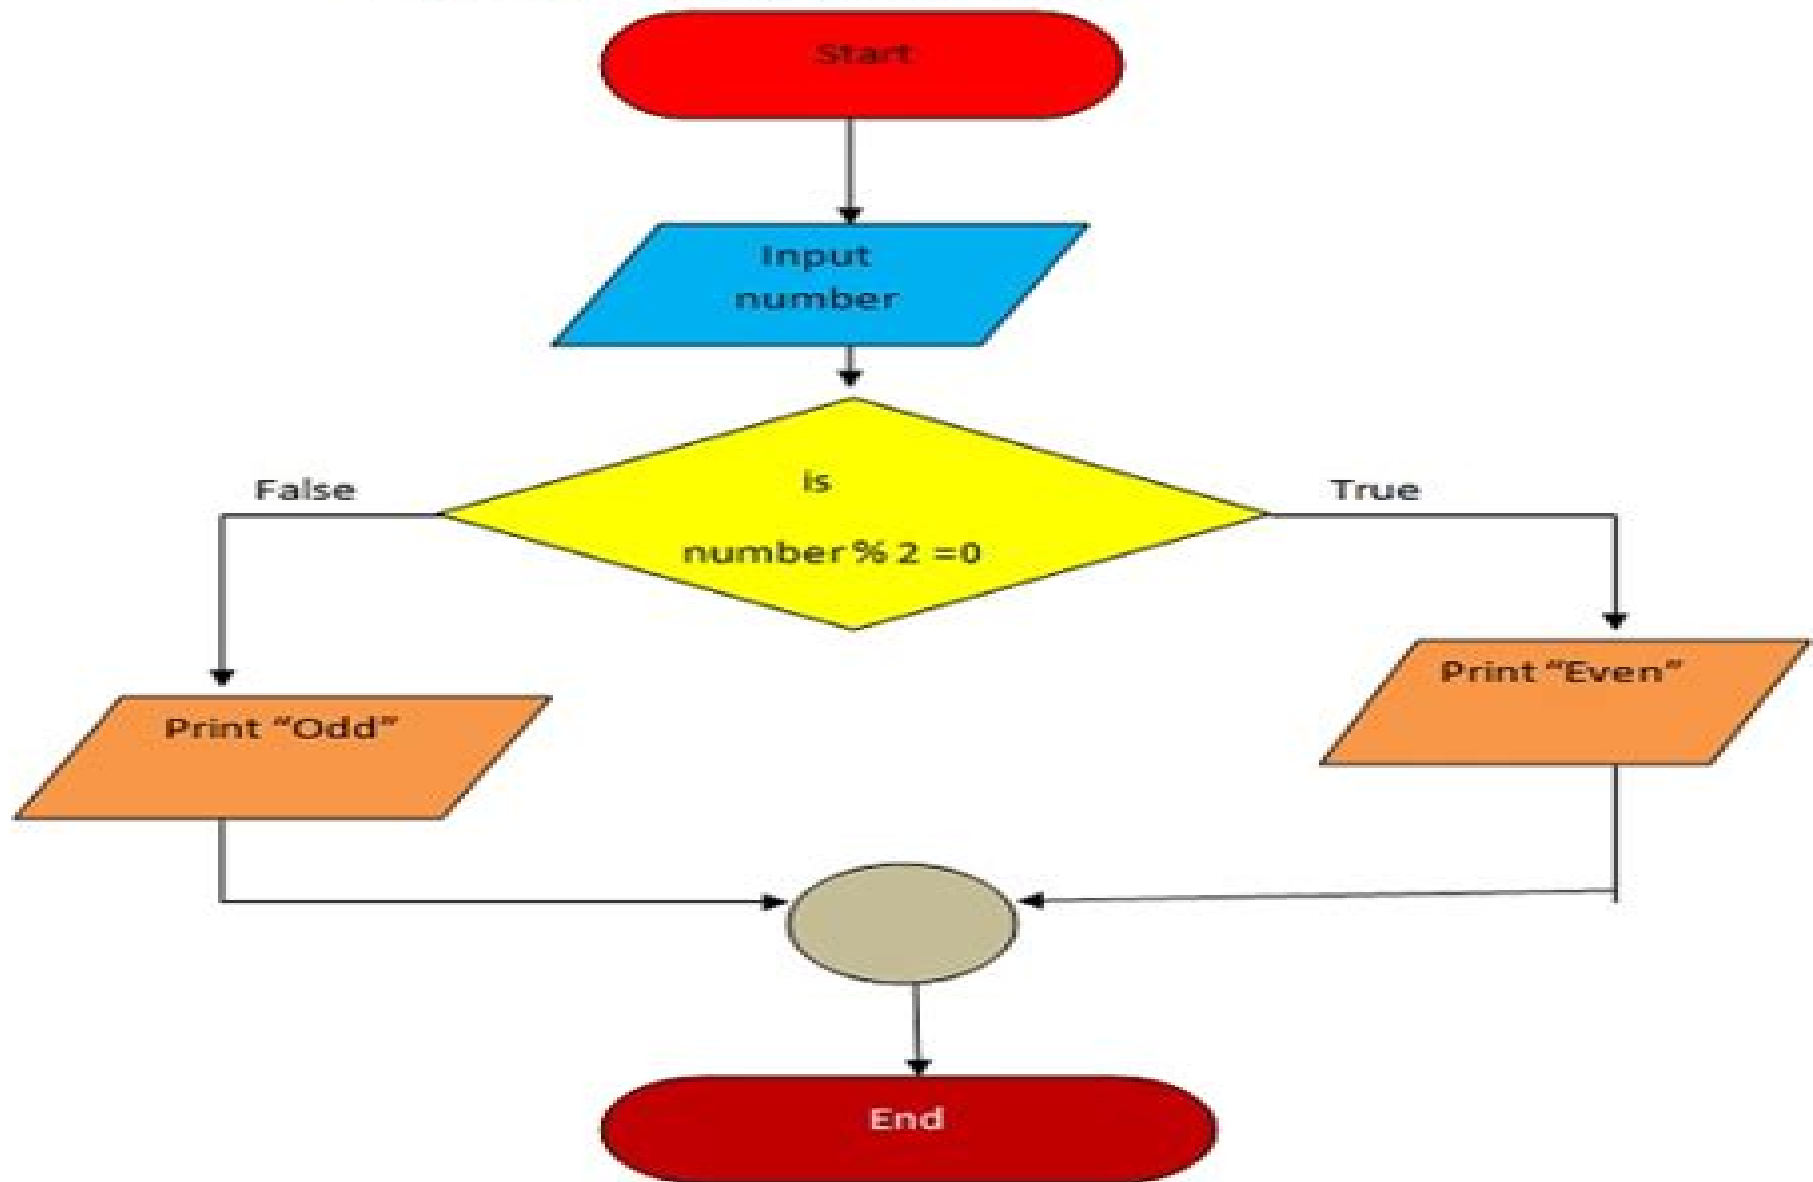 Start
Input
number
is
number % 2 =0
False
True
Print “Even”
Print “Odd”
End